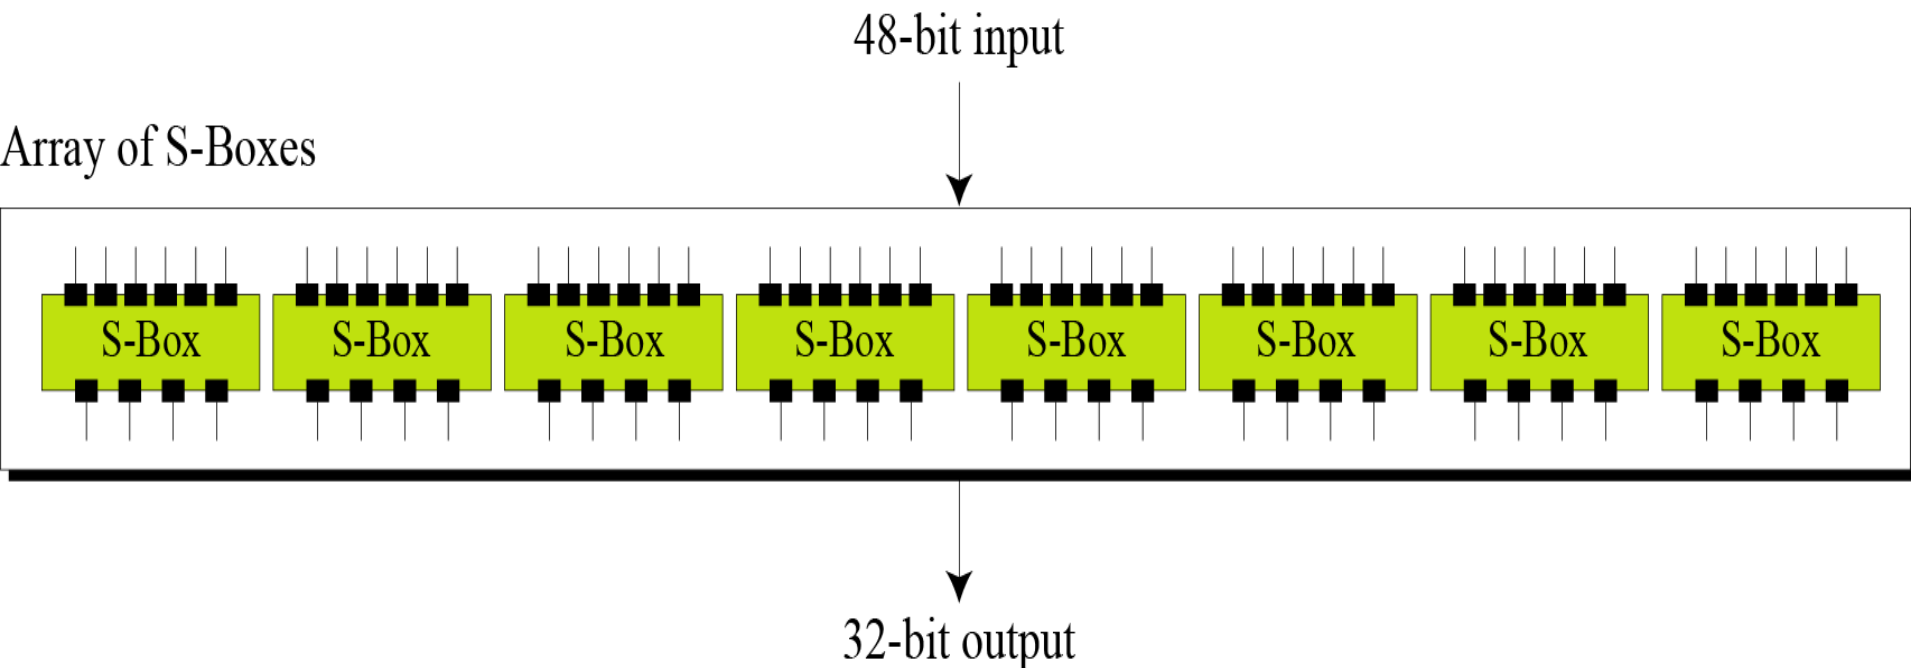 48-bit input
Array of S-Boxes
S-Box S-Box S-Box S-Box S-Box S-Box S-Box S-Box
32-bit output